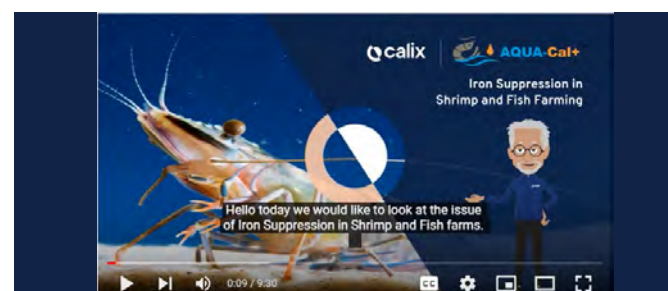 calix
AQUA-Cal+
Iron Suppression in
Shrimp and Fish Farming
Hello today we would like to look at the issue
of Iron Suppression in Shrimp and Fish farms.
0:09 / 9:30
CC